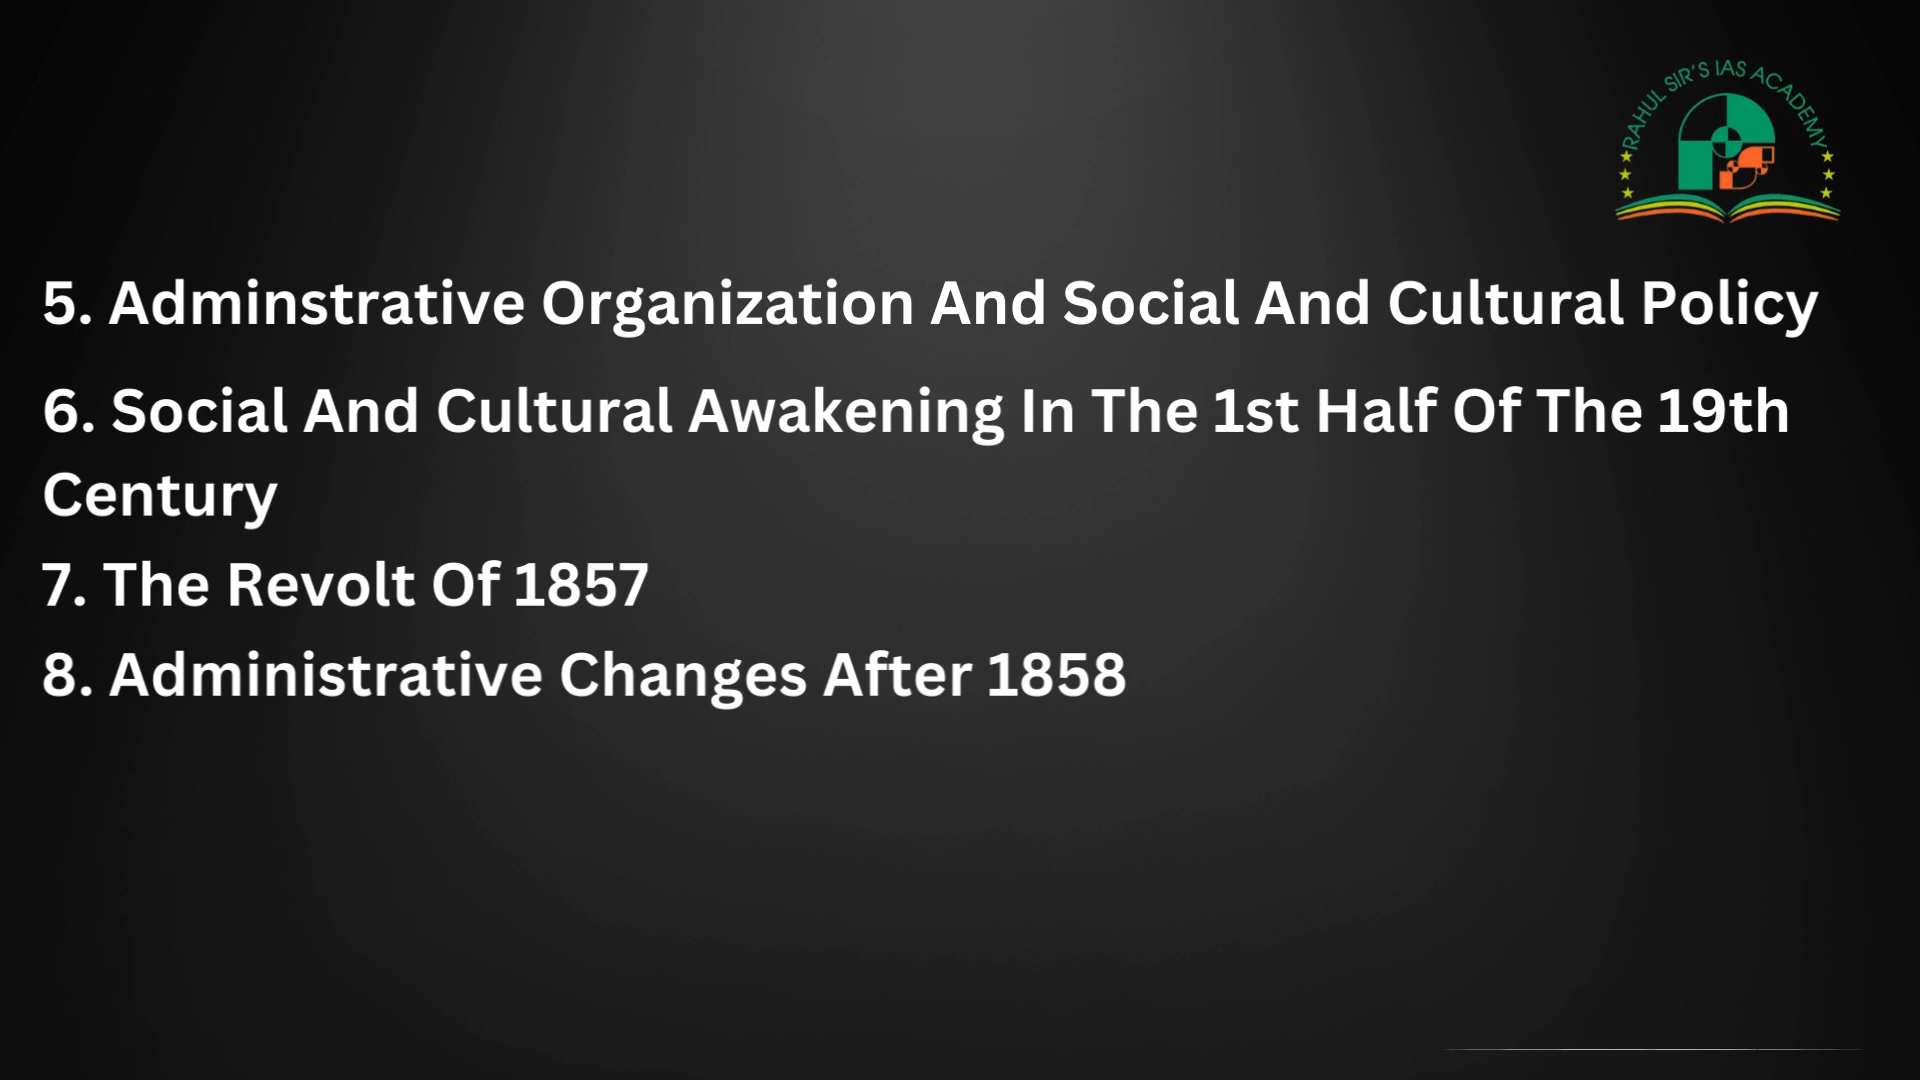 RAHUL SIR'S IAS ACADEMY
5. Adminstrative Organization And Social And Cultural Policy
6. Social And Cultural Awakening In The 1st Half Of The 19th
Century
7. The Revolt Of 1857
8. Administrative Changes After 1858